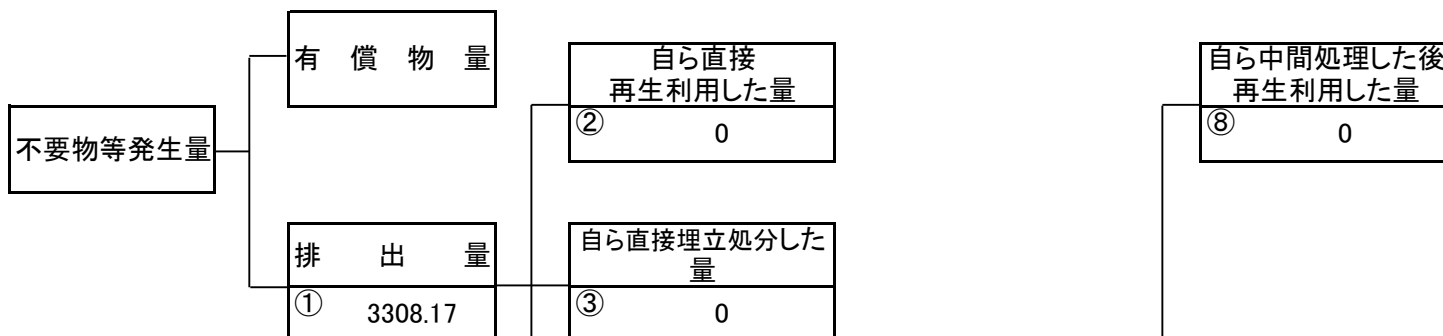 有償物量
自ら直接
再生利用した量
② 0
自ら中間処理した後
再生利用した量
⑧ 0
不要物等発生量
排出量
① 3308.17
自ら直接埋立処分した
量
③ 0